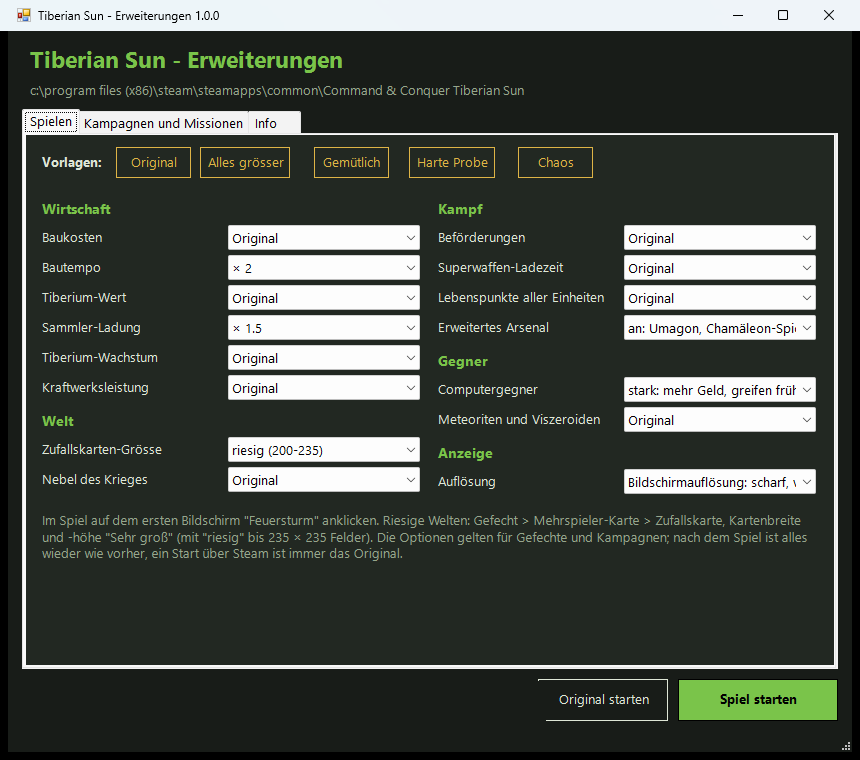 Tiberian Sun - Erweiterungen 1.0.0
Tiberian Sun - Erweiterungen
c:\program files (x86)\steam\steamapps\common\Command & Conquer Tiberian Sun
Spielen Kampagnen und Missionen Info
Vorlagen: Original Alles grösser Gemütlich Harte Probe Chaos
Wirtschaft
Baukosten Original
Bautempo × 2
Tiberium-Wert Original
Sammler-Ladung × 1.5
Tiberium-Wachstum Original
Kraftwerksleistung Original
Welt
Zufallskarten-Grösse riesig (200-235)
Nebel des Krieges Original
Kampf
Beförderungen Original
Superwaffen-Ladezeit Original
Lebenspunkte aller Einheiten Original
Erweitertes Arsenal an: Umagon, Chamäleon-Spi
Gegner
Computergegner stark: mehr Geld, greifen früh
Meteoriten und Viszeroiden Original
Anzeige
Auflösung Bildschirmauflösung: scharf,
Im Spiel auf dem ersten Bildschirm "Feuersturm" anklicken. Riesige Welten: Gefecht > Mehrspieler-Karte > Zufallskarte, Kartenbreite
und -höhe "Sehr groß" (mit "riesig" bis 235 × 235 Felder). Die Optionen gelten für Gefechte und Kampagnen; nach dem Spiel ist alles
wieder wie vorher, ein Start über Steam ist immer das Original.
Original starten Spiel starten